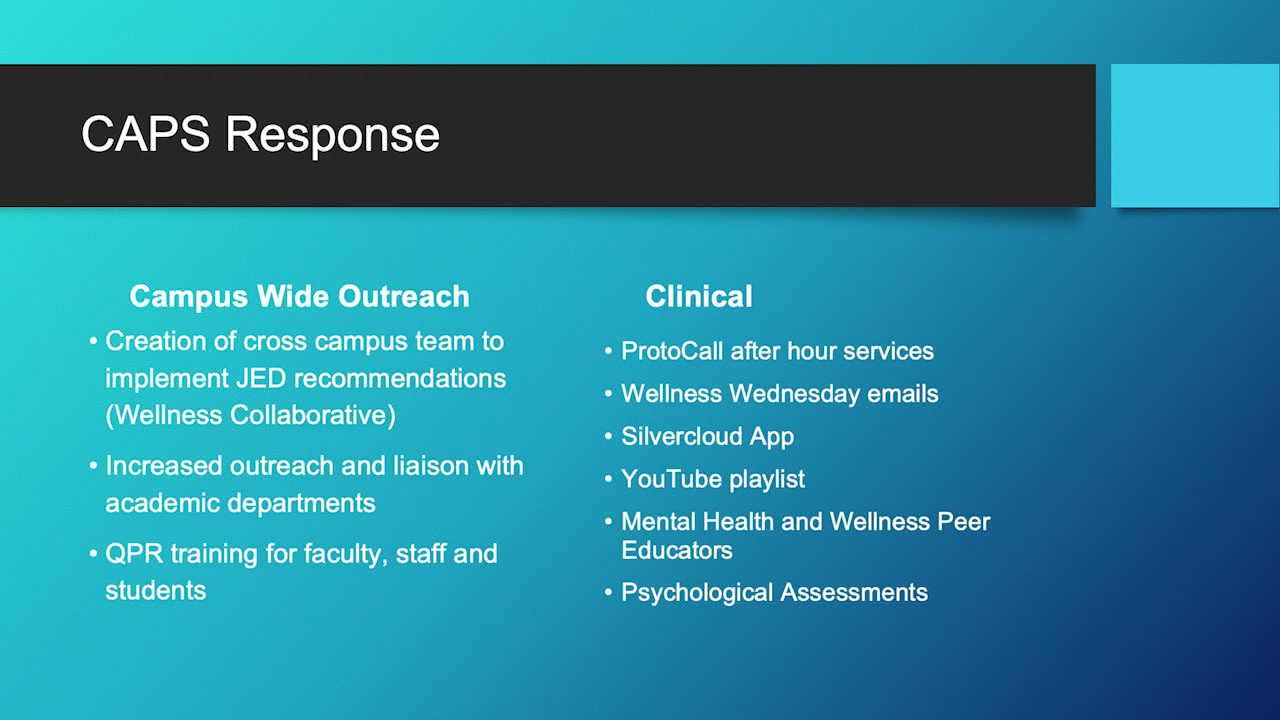 CAPS Response
Campus Wide Outreach
• Creation of cross campus team to
implement JED recommendations
(Wellness Collaborative)
• Increased outreach and liaison with
academic departments
• QPR training for faculty, staff and
students
Clinical
• ProtoCall after hour services
• Wellness Wednesday emails
• Silvercloud App
• YouTube playlist
• Mental Health and Wellness Peer
Educators
• Psychological Assessments